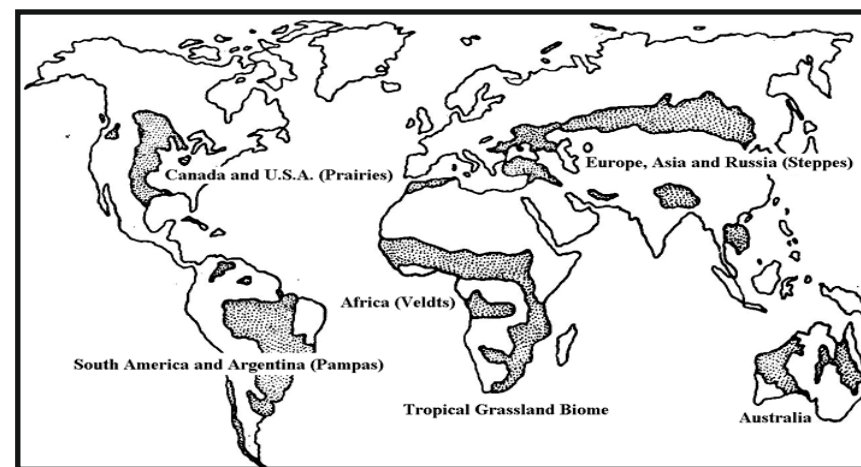 Canada and U.S.A. (Prairies)
Europe, Asia and Russia (Steppes)
Africa (Veldts)
South America and Argentina (Pampas)
Tropical Grassland Biome
Australia